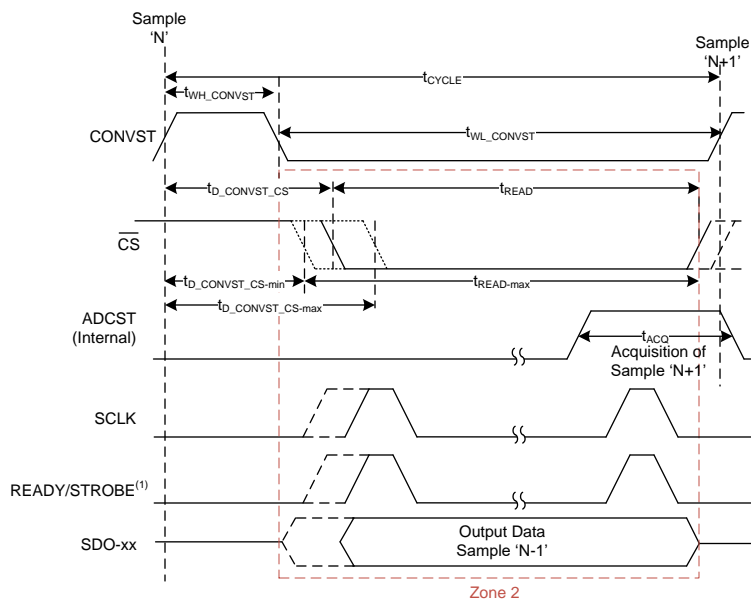 Sample
'N'
Sample
'N+1'
tCYCLE
tWH_CONVST
CONVST
tWL_CONVST
tD_CONVST_CS
tREAD
CS
tD_CONVST_CS-min
tREAD-max
tD_CONVST_CS-max
ADCST
(Internal)
tACQ
Acquisition of
Sample 'N+1'
SCLK
READY/STROBE(1)
SDO-xx
Output Data
Sample 'N-1'
Zone 2